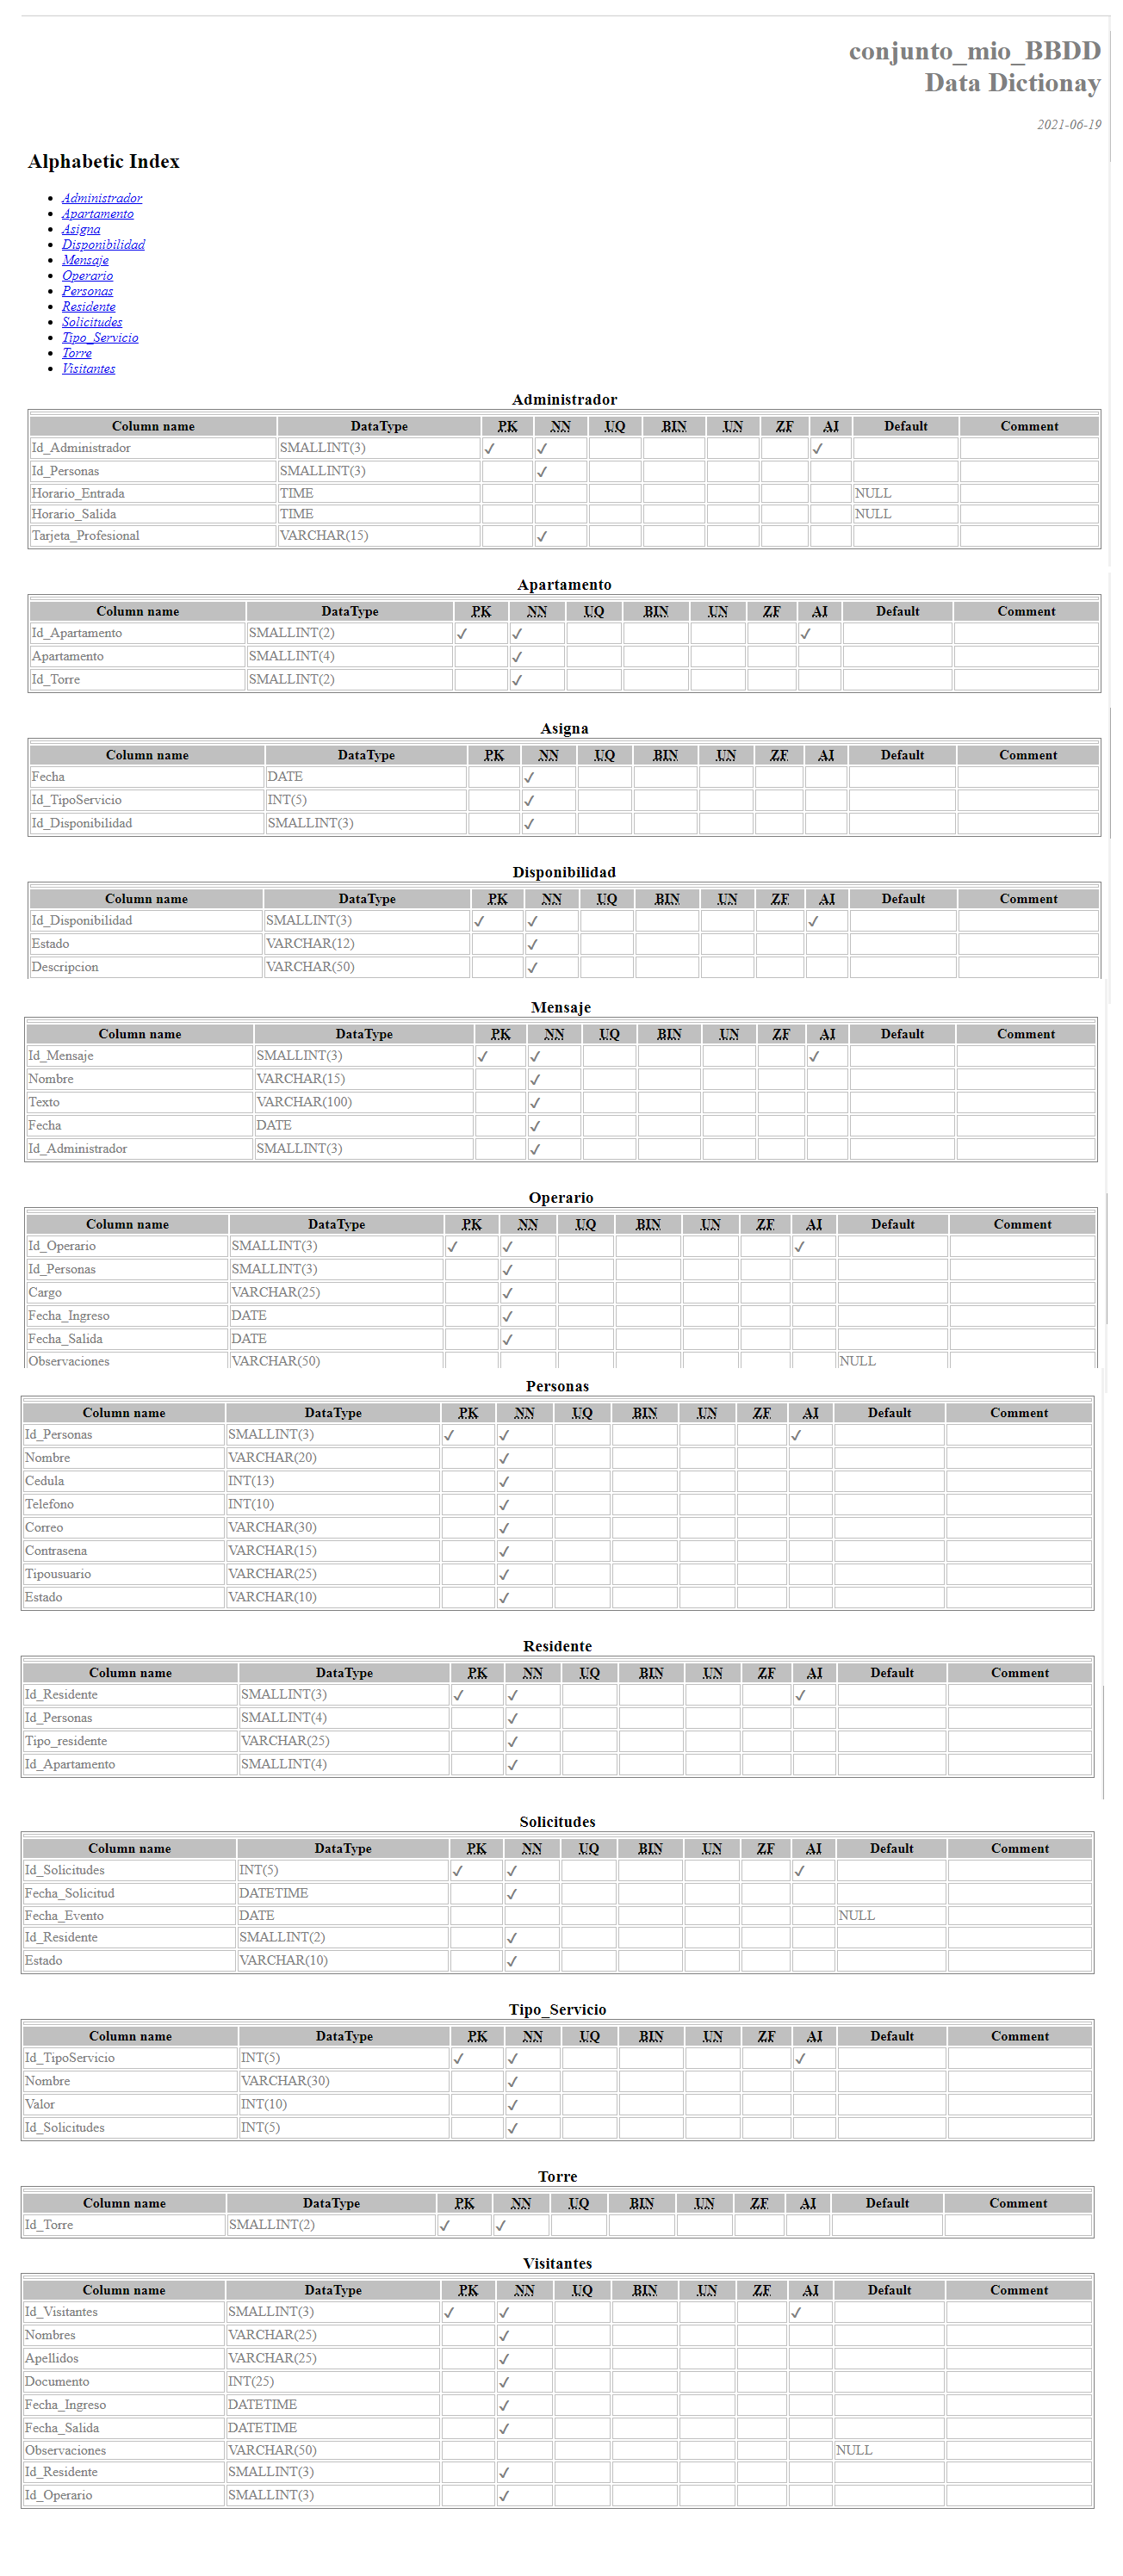 conjunto_mio_BBDD
Data Dictionay
2021-06-19
Alphabetic Index
Administrador
Apartamento
Asigna
Disponibilidad
Mensaje
Operario
Personas
Residente
Solicitudes
Tipo_Servicio
Torre
Visitantes
Administrador
Column name DataType PK NN UQ BIN UN ZF AI Default Comment
Id_Administrador SMALLINT(3) ✓ ✓ ✓
Id_Personas SMALLINT(3) ✓
Horario_Entrada TIME NULL
Horario_Salida TIME NULL
Tarjeta_Profesional VARCHAR(15) ✓
Apartamento
Column name DataType PK NN UQ BIN UN ZF AI Default Comment
Id_Apartamento SMALLINT(2) ✓ ✓ ✓
Apartamento SMALLINT(4) ✓
Id_Torre SMALLINT(2) ✓
Asigna
Column name DataType PK NN UQ BIN UN ZF AI Default Comment
Fecha DATE ✓
Id_TipoServicio INT(5) ✓
Id_Disponibilidad SMALLINT(3) ✓
Disponibilidad
Column name DataType PK NN UQ BIN UN ZF AI Default Comment
Id_Disponibilidad SMALLINT(3) ✓ ✓ ✓
Estado VARCHAR(12) ✓
Descripcion VARCHAR(50) ✓
Mensaje
Column name DataType PK NN UQ BIN UN ZF AI Default Comment
Id_Mensaje SMALLINT(3) ✓ ✓ ✓
Nombre VARCHAR(15) ✓
Texto VARCHAR(100) ✓
Fecha DATE ✓
Id_Administrador SMALLINT(3) ✓
Operario
Column name DataType PK NN UQ BIN UN ZF AI Default Comment
Id_Operario SMALLINT(3) ✓ ✓ ✓
Id_Personas SMALLINT(3) ✓
Cargo VARCHAR(25) ✓
Fecha_Ingreso DATE ✓
Fecha_Salida DATE ✓
Observaciones VARCHAR(50) NULL
Personas
Column name DataType PK NN UQ BIN UN ZF AI Default Comment
Id_Personas SMALLINT(3) ✓ ✓ ✓
Nombre VARCHAR(20) ✓
Cedula INT(13) ✓
Telefono INT(10) ✓
Correo VARCHAR(30) ✓
Contrasena VARCHAR(15) ✓
Tipousuario VARCHAR(25) ✓
Estado VARCHAR(10) ✓
Residente
Column name DataType PK NN UQ BIN UN ZF AI Default Comment
Id_Residente SMALLINT(3) ✓ ✓ ✓
Id_Personas SMALLINT(4) ✓
Tipo_residente VARCHAR(25) ✓
Id_Apartamento SMALLINT(4) ✓
Solicitudes
Column name DataType PK NN UQ BIN UN ZF AI Default Comment
Id_Solicitudes INT(5) ✓ ✓ ✓
Fecha_Solicitud DATETIME ✓
Fecha_Evento DATE NULL
Id_Residente SMALLINT(2) ✓
Estado VARCHAR(10) ✓
Tipo_Servicio
Column name DataType PK NN UQ BIN UN ZF AI Default Comment
Id_TipoServicio INT(5) ✓ ✓ ✓
Nombre VARCHAR(30) ✓
Valor INT(10) ✓
Id_Solicitudes INT(5) ✓
Torre
Column name DataType PK NN UQ BIN UN ZF AI Default Comment
Id_Torre SMALLINT(2) ✓ ✓
Visitantes
Column name DataType PK NN UQ BIN UN ZF AI Default Comment
Id_Visitantes SMALLINT(3) ✓ ✓ ✓
Nombres VARCHAR(25) ✓
Apellidos VARCHAR(25) ✓
Documento INT(25) ✓
Fecha_Ingreso DATETIME ✓
Fecha_Salida DATETIME ✓
Observaciones VARCHAR(50) NULL
Id_Residente SMALLINT(3) ✓
Id_Operario SMALLINT(3) ✓